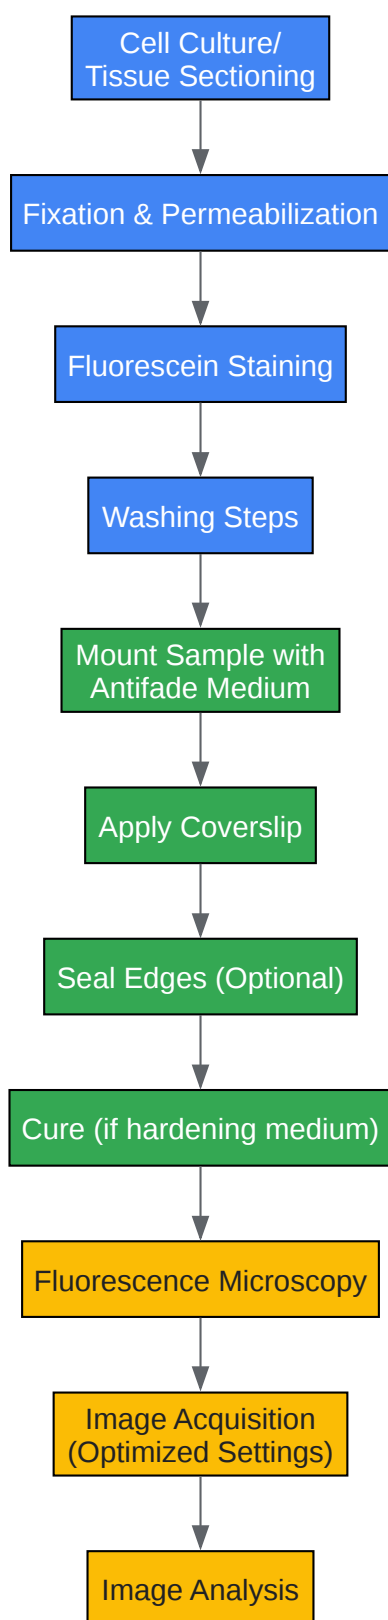 Cell Culture/
Tissue Sectioning
Fixation & Permeabilization
Fluorescein Staining
Washing Steps
Mount Sample with
Antifade Medium
Apply Coverslip
Seal Edges (Optional)
Cure (if hardening medium)
Fluorescence Microscopy
Image Acquisition
(Optimized Settings)
Image Analysis